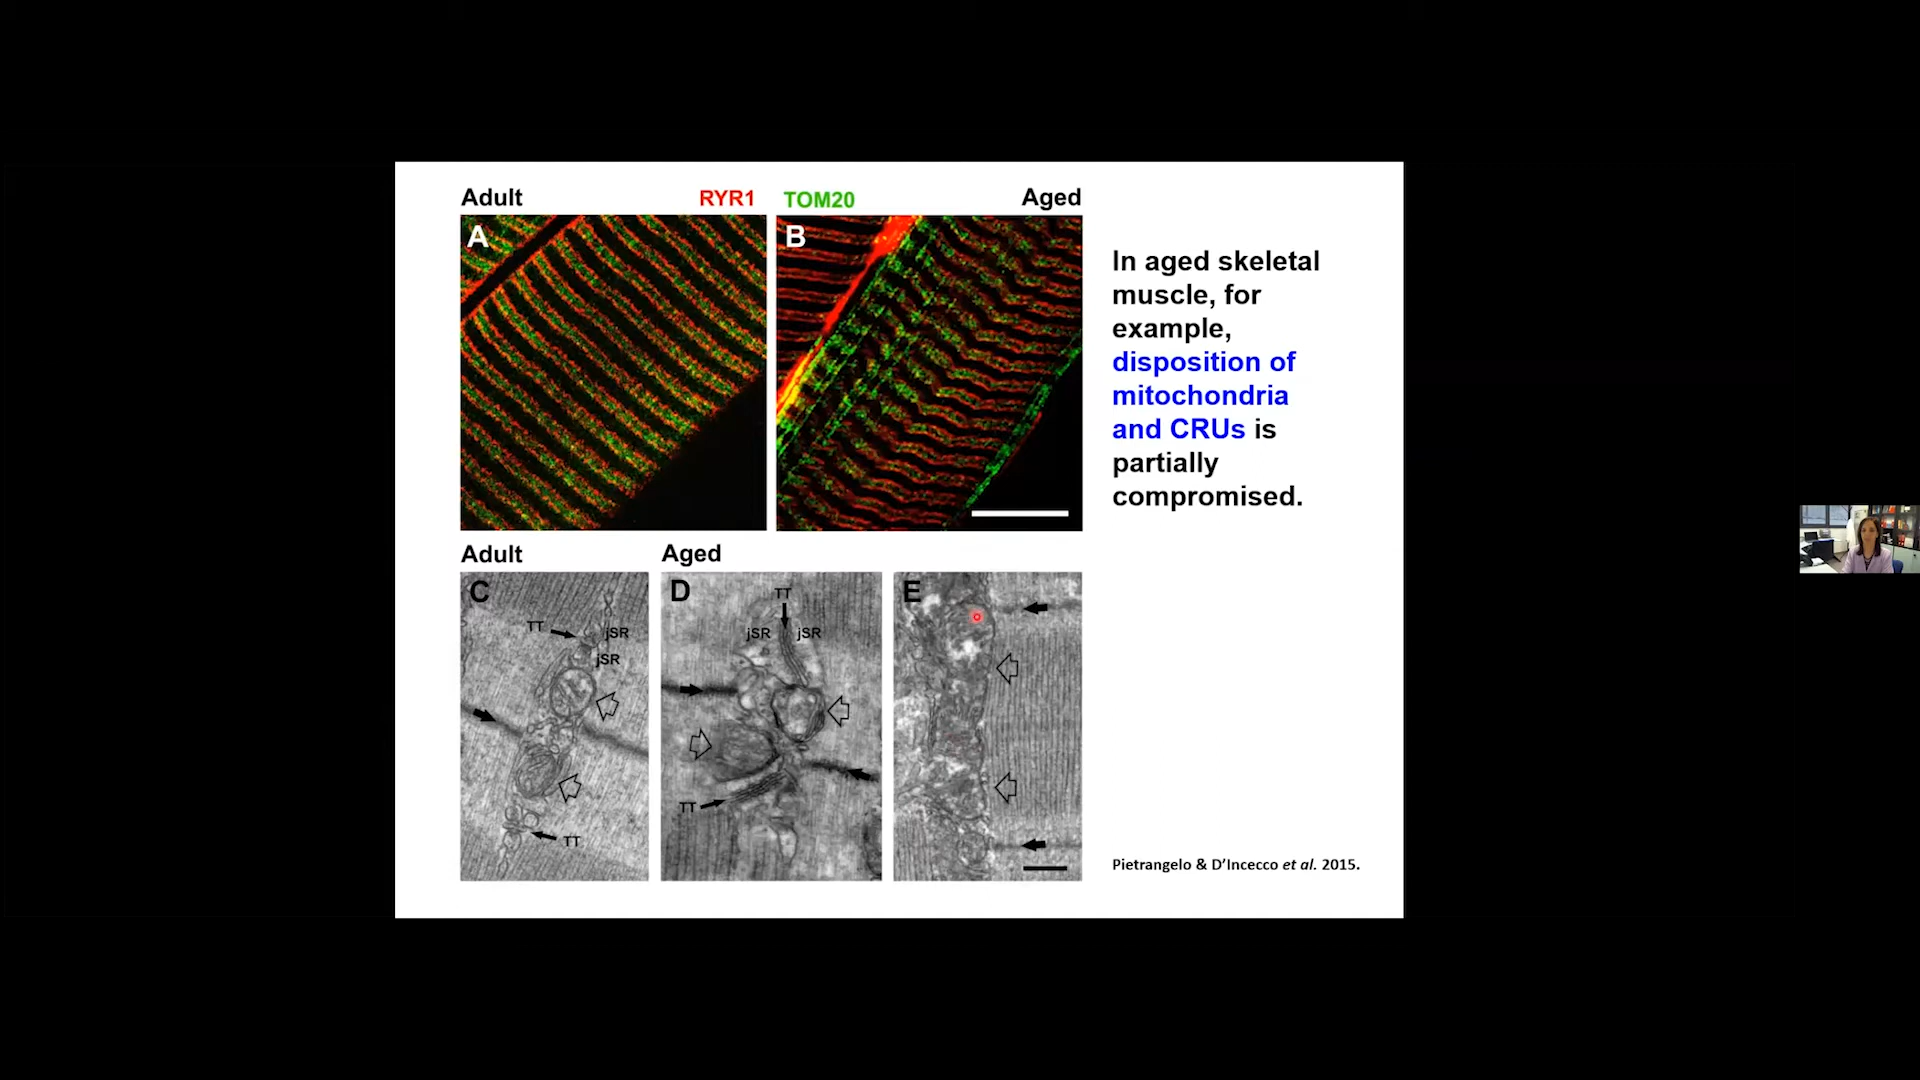 Adult RYR1 TOM20 Aged
A B
In aged skeletal
muscle, for
example,
disposition of
mitochondria
and CRUs is
partially
compromised.
Adult Aged
C D E
TT
jSR
jSR
TT
TT
jSR jSR
TT
Pietrangelo & D’Incecco et al. 2015.